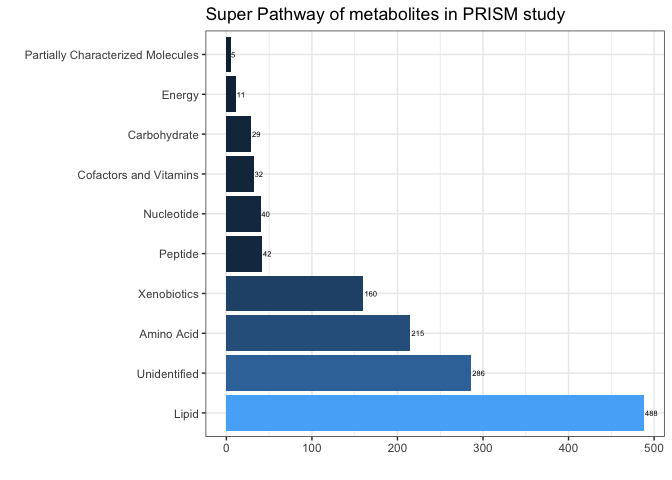 Super Pathway of metabolites in PRISM study
Partially Characterized Molecules 5
Energy 11
Carbohydrate 29
Cofactors and Vitamins 32
Nucleotide 40
Peptide 42
Xenobiotics 160
Amino Acid 215
Unidentified 286
Lipid 488
0 100 200 300 400 500